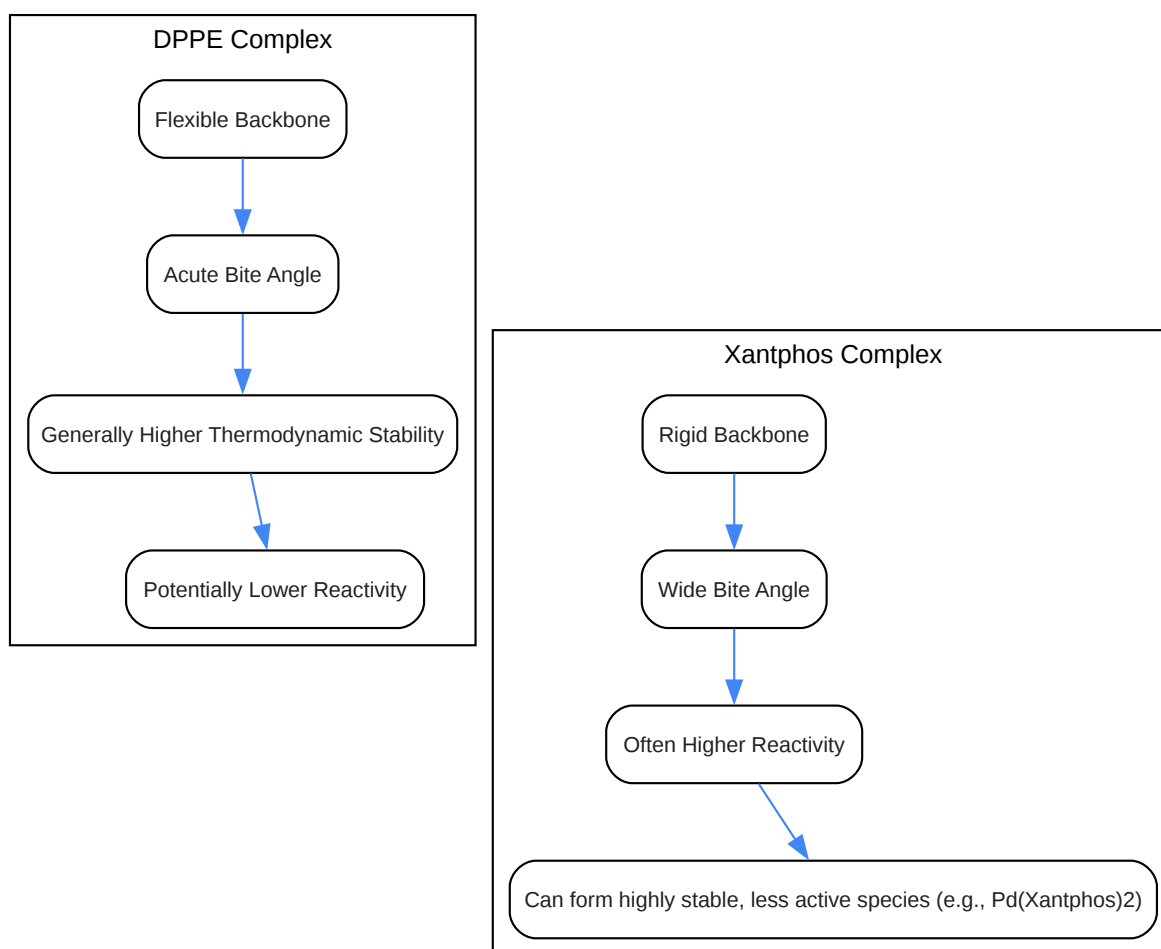 DPPE Complex
Flexible Backbone
Acute Bite Angle
Generally Higher Thermodynamic Stability
Potentially Lower Reactivity
Xantphos Complex
Rigid Backbone
Wide Bite Angle
Often Higher Reactivity
Can form highly stable, less active species (e.g., Pd(Xantphos)2)